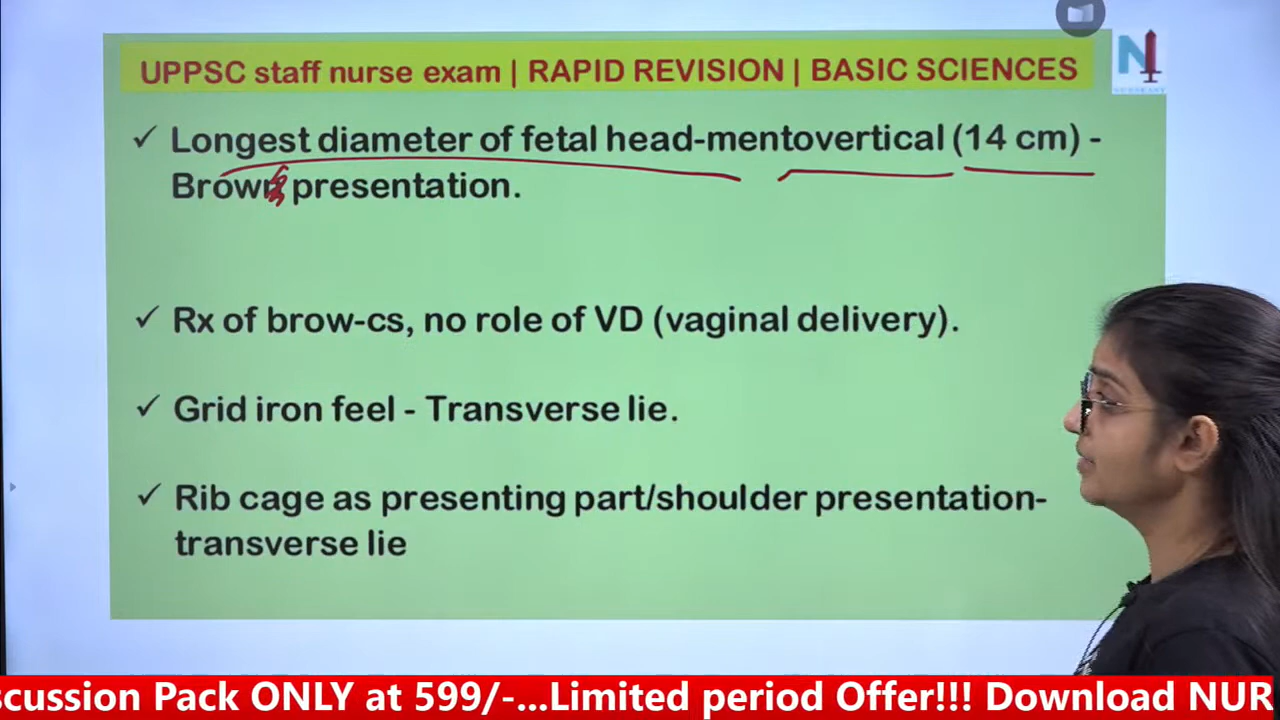 UPPSC staff nurse exam | RAPID REVISION | BASIC SCIENCES
✓ Longest diameter of fetal head-mentovertical (14 cm) -
Brow presentation.
✓ Rx of brow-cs, no role of VD (vaginal delivery).
✓ Grid iron feel - Transverse lie.
✓ Rib cage as presenting part/shoulder presentation-
transverse lie
scussion Pack ONLY at 599/-...Limited period Offer!!! Download NUR